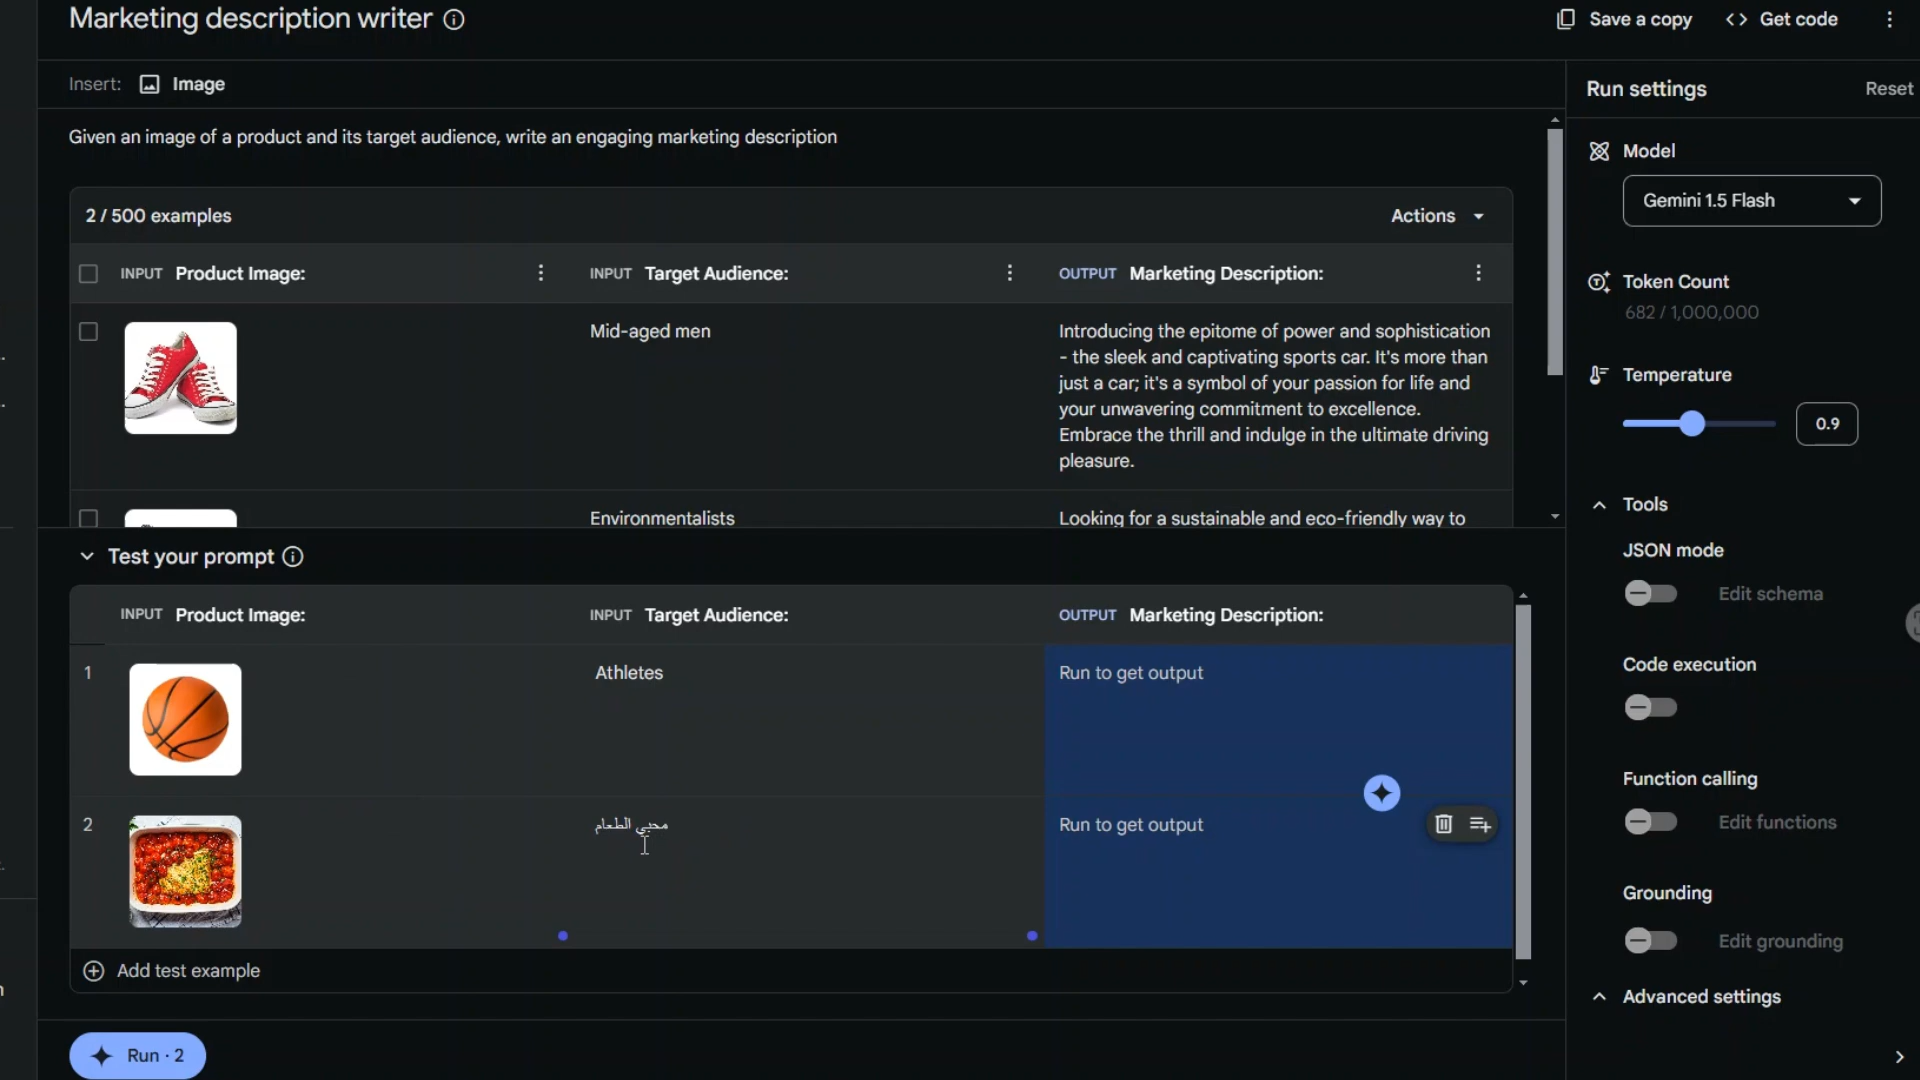 Marketing description writer
Save a copy
<> Get code
Insert: Image
Given an image of a product and its target audience, write an engaging marketing description
2 / 500 examples
Actions
INPUT Product Image:
INPUT Target Audience:
OUTPUT Marketing Description:
Mid-aged men
Introducing the epitome of power and sophistication
- the sleek and captivating sports car. It's more than
just a car; it's a symbol of your passion for life and
your unwavering commitment to excellence.
Embrace the thrill and indulge in the ultimate driving
pleasure.
Environmentalists
Looking for a sustainable and eco-friendly way to
Test your prompt
INPUT Product Image:
INPUT Target Audience:
OUTPUT Marketing Description:
1
Athletes
Run to get output
2
محبي الطعام
Run to get output
Add test example
Run · 2
Run settings
Reset
Model
Gemini 1.5 Flash
Token Count
682 / 1,000,000
Temperature
0.9
Tools
JSON mode
Edit schema
Code execution
Function calling
Edit functions
Grounding
Edit grounding
Advanced settings